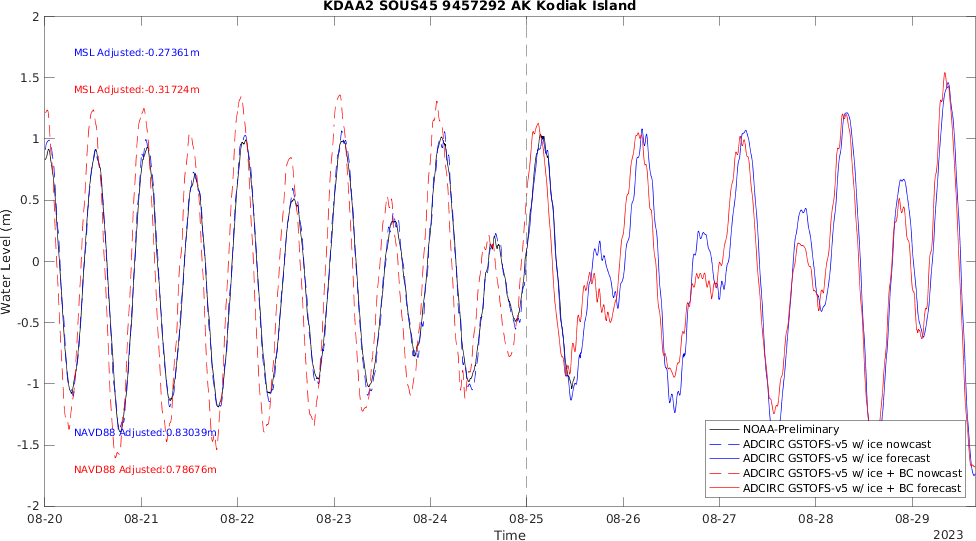 KDAA2 SOUS45 9457292 AK Kodiak Island
2
1.5
1
0.5
0
-0.5
-1
-1.5
-2
Water Level (m)
MSL Adjusted:-0.27361m
MSL Adjusted:-0.31724m
NAVD88 Adjusted:0.83039m
NAVD88 Adjusted:0.78676m
NOAA-Preliminary
ADCIRC GSTOFS-v5 w/ ice nowcast
ADCIRC GSTOFS-v5 w/ ice forecast
ADCIRC GSTOFS-v5 w/ ice + BC nowcast
ADCIRC GSTOFS-v5 w/ ice + BC forecast
08-20 08-21 08-22 08-23 08-24 08-25 08-26 08-27 08-28 08-29
Time
2023